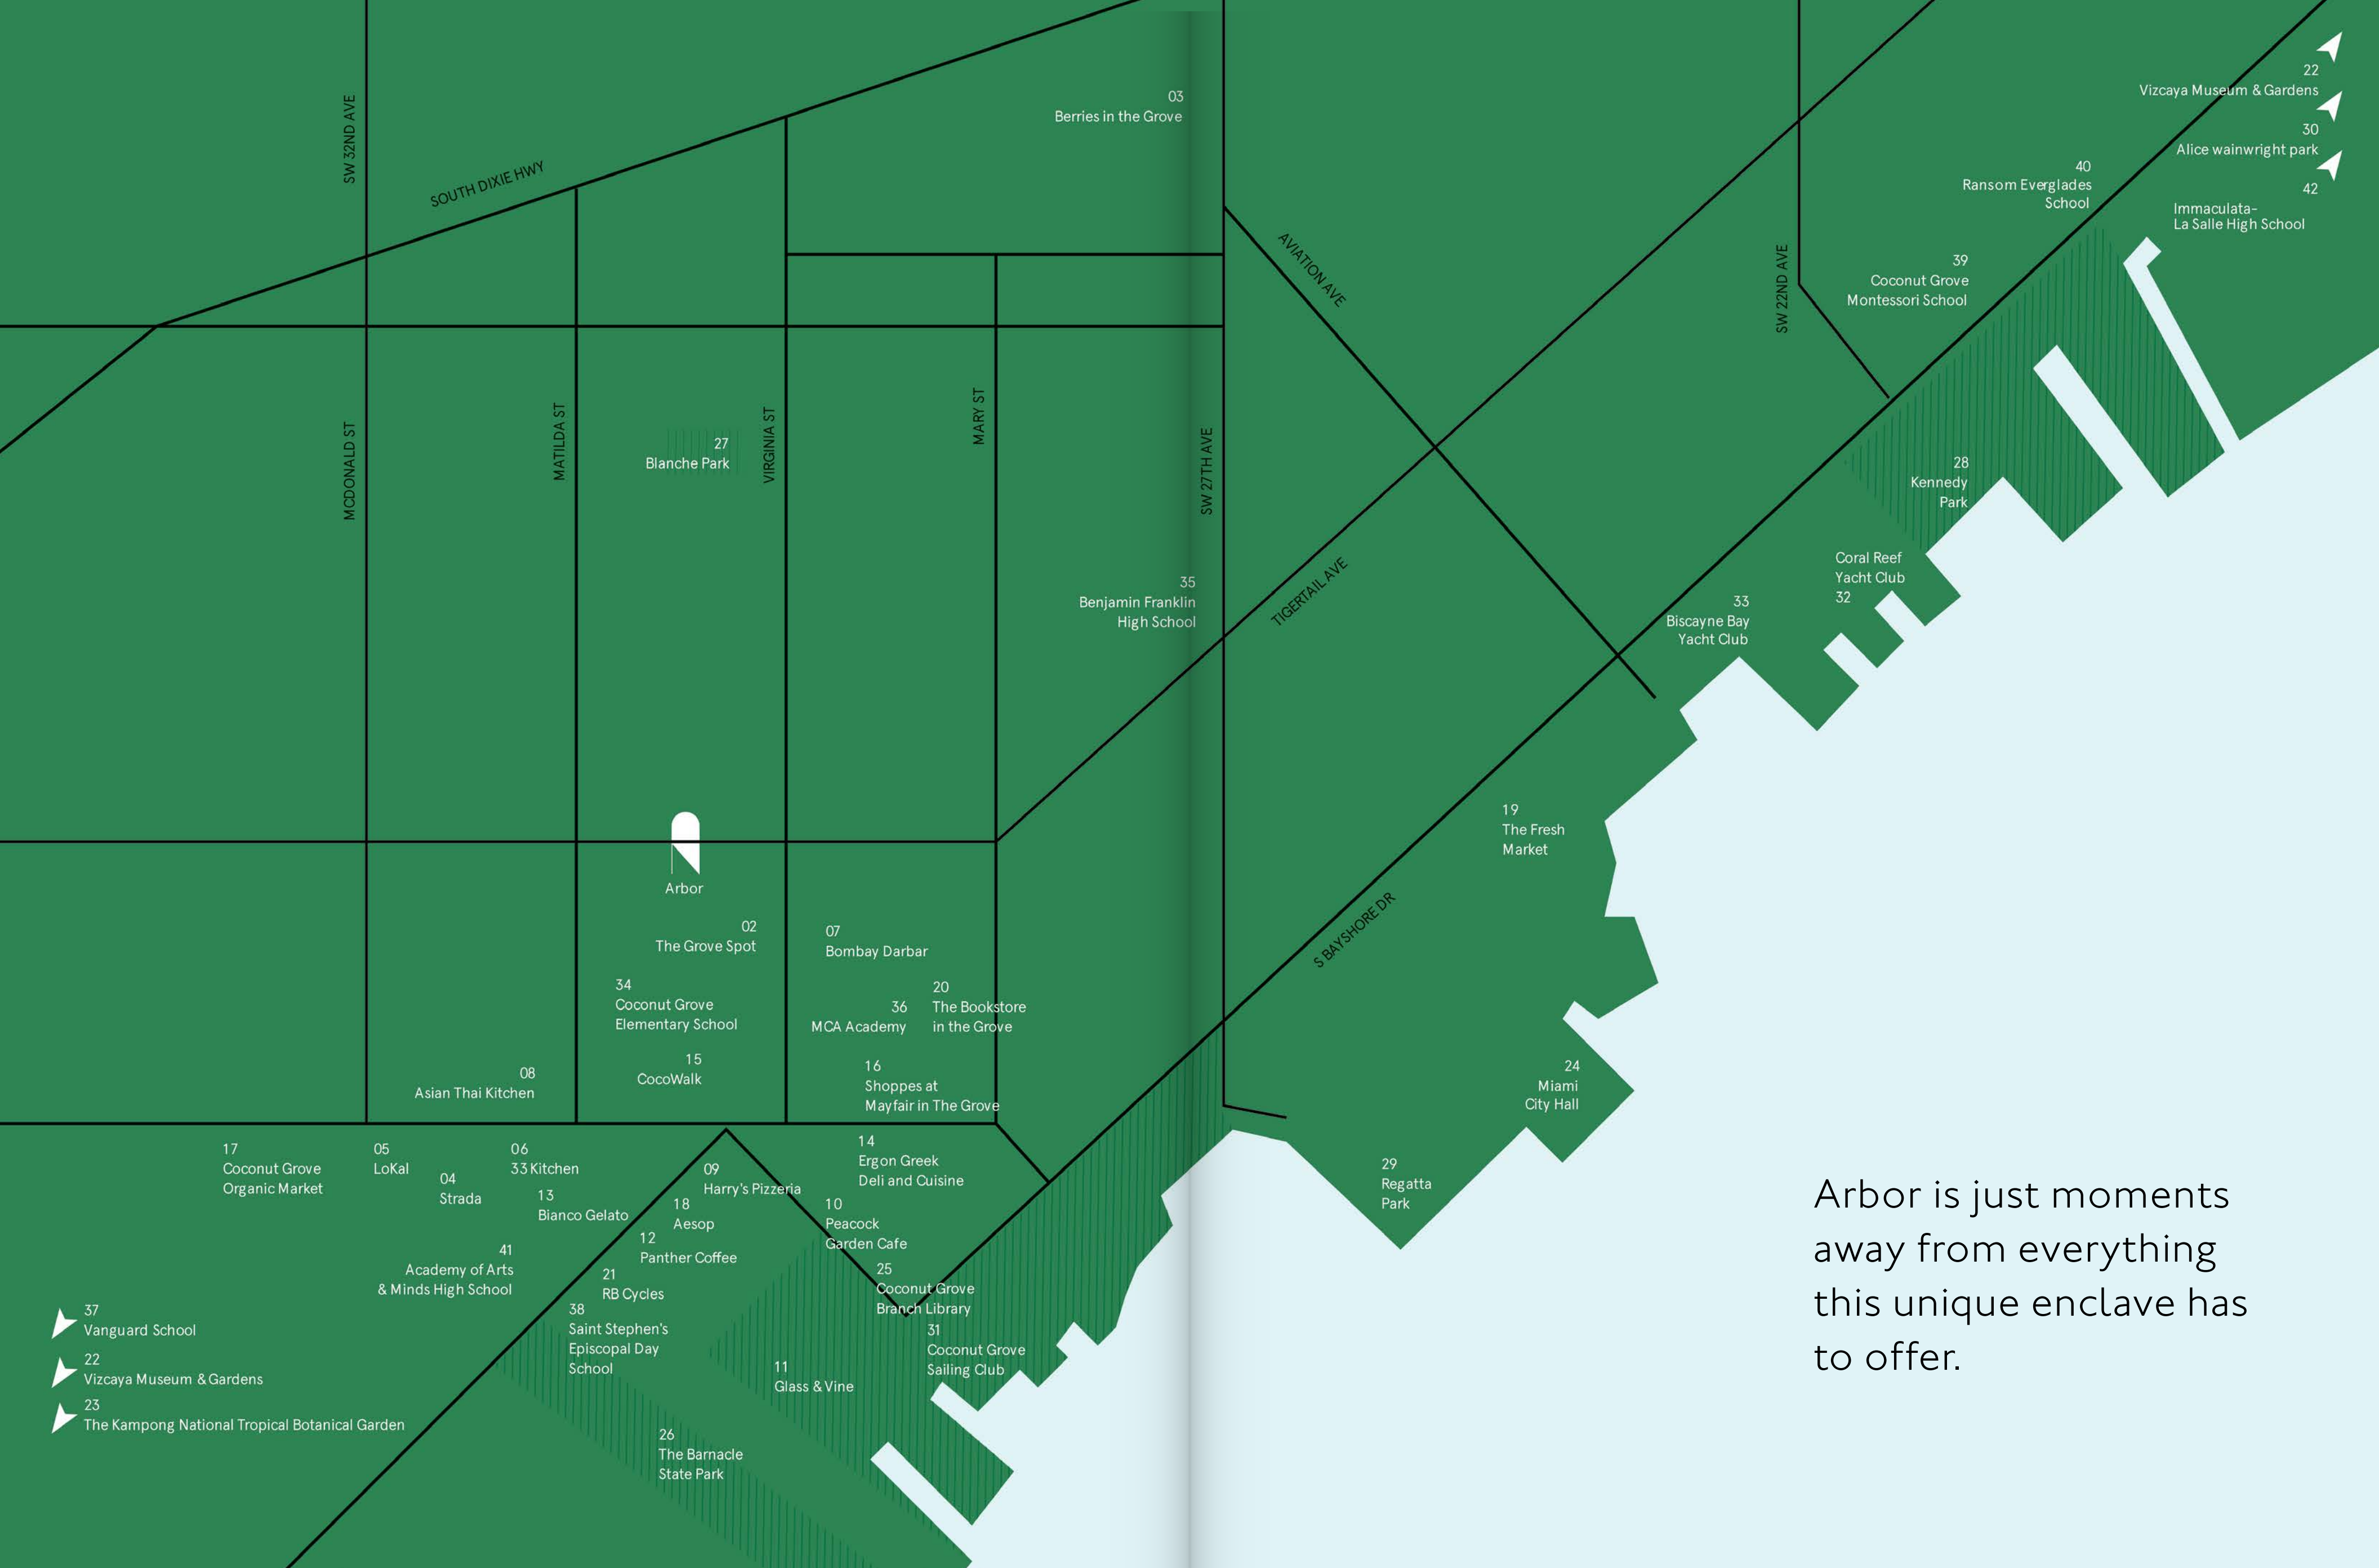 SW 32ND AVE
SOUTH DIXIE HWY
03
Berries in the Grove
22
Vizcaya Museum & Gardens
30
Alice wainwright park
42
Immaculata-
La Salle High School
40
Ransom Everglades
School
39
Coconut Grove
Montessori School
AVIATION AVE
SW 22ND AVE
MCDONALD ST
MATILDA ST
27
Blanche Park
VIRGINIA ST
MARY ST
SW 27TH AVE
28
Kennedy
Park
35
Benjamin Franklin
High School
TIGERTAIL AVE
Coral Reef
Yacht Club
32
33
Biscayne Bay
Yacht Club
19
The Fresh
Market
Arbor
S BAYSHORE DR
02
The Grove Spot
07
Bombay Darbar
34
Coconut Grove
Elementary School
36
MCA Academy
20
The Bookstore
in the Grove
15
CocoWalk
16
Shoppes at
Mayfair in The Grove
08
Asian Thai Kitchen
24
Miami
City Hall
17
Coconut Grove
Organic Market
05
LoKal
04
Strada
06
33 Kitchen
13
Bianco Gelato
09
Harry's Pizzeria
18
Aesop
12
Panther Coffee
21
RB Cycles
14
Ergon Greek
Deli and Cuisine
10
Peacock
Garden Cafe
25
Coconut Grove
Branch Library
31
Coconut Grove
Sailing Club
29
Regatta
Park
41
Academy of Arts
& Minds High School
38
Saint Stephen's
Episcopal Day
School
11
Glass & Vine
26
The Barnacle
State Park
37
Vanguard School
22
Vizcaya Museum & Gardens
23
The Kampong National Tropical Botanical Garden
Arbor is just moments
away from everything
this unique enclave has
to offer.